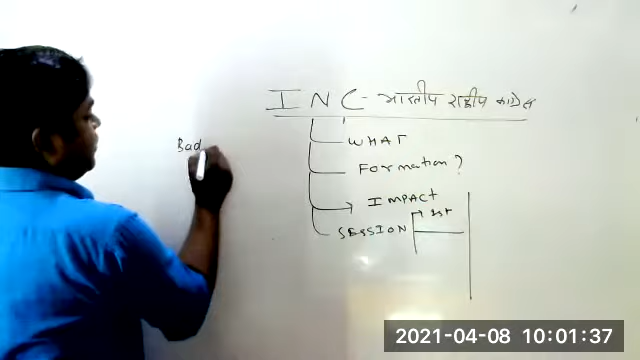 INC - भारतीय राष्ट्रीय कांग्रेस
WHAT
Formation?
IMPACT
SESSION → 1st
Bad
2021-04-08 10:01:37